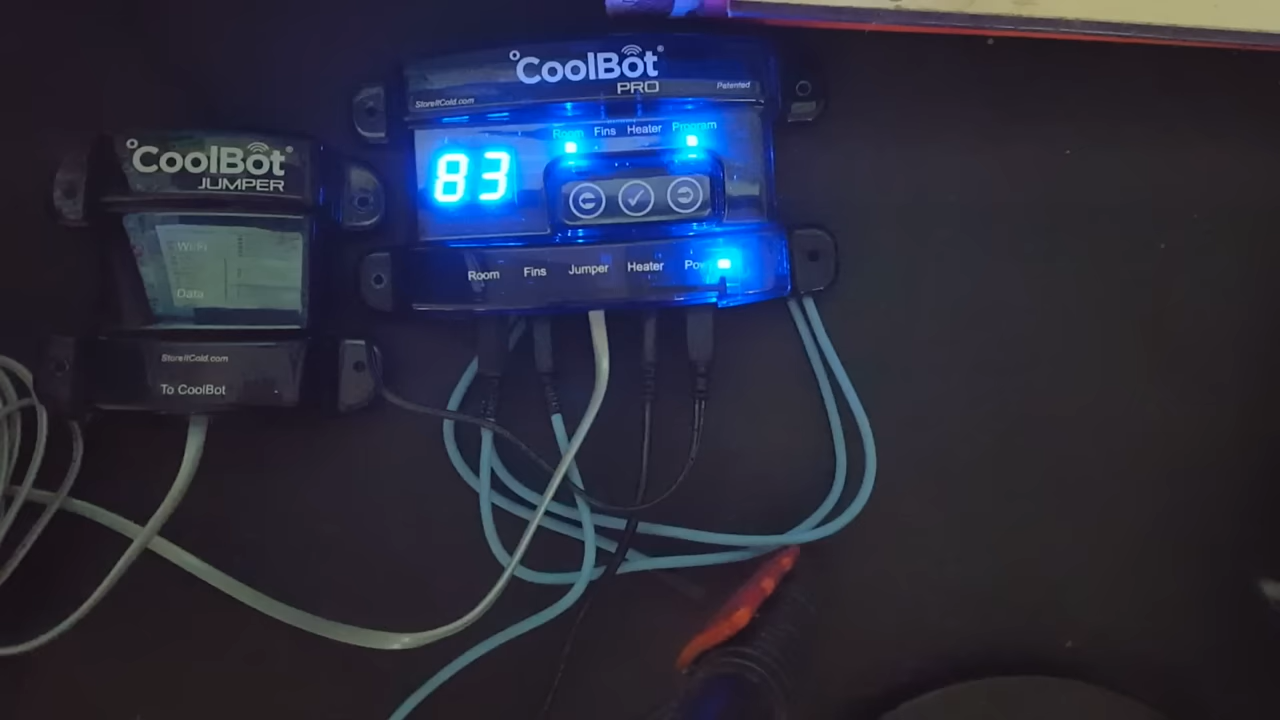 °CoolBot®
PRO
StoreItCold.com
Patented
Room Fins Heater Program
83
Room Fins Jumper Heater
°CoolBot®
JUMPER
WiFi
Data
StoreItCold.com
To CoolBot